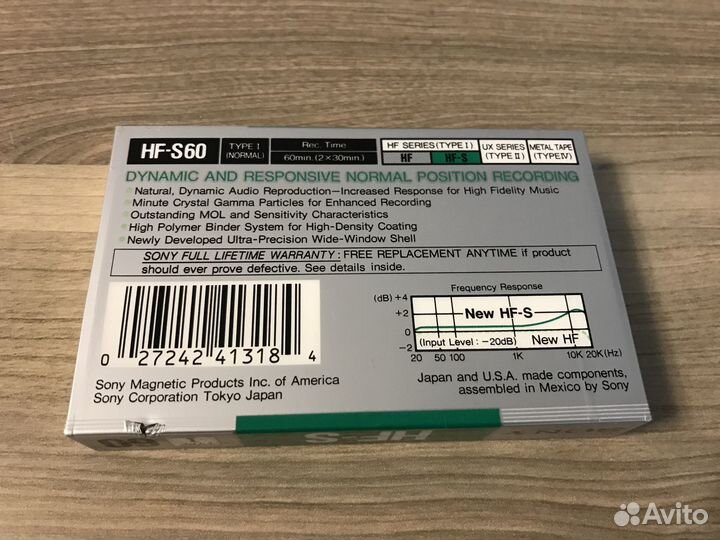 HF-S60 TYPE I (NORMAL) Rec. Time 60min. (2×30min.) HF SERIES (TYPE I) HF HF-S UX SERIES (TYPE II) METAL TAPE (TYPE IV)
DYNAMIC AND RESPONSIVE NORMAL POSITION RECORDING
Natural, Dynamic Audio Reproduction—Increased Response for High Fidelity Music
Minute Crystal Gamma Particles for Enhanced Recording
Outstanding MOL and Sensitivity Characteristics
High Polymer Binder System for High-Density Coating
Newly Developed Ultra-Precision Wide-Window Shell
SONY FULL LIFETIME WARRANTY : FREE REPLACEMENT ANYTIME if product
should ever prove defective. See details inside.
Frequency Response
(dB) +4
+2
0
−2
New HF-S
(Input Level : −20dB) New HF
20 50 100 1K 10K 20K(Hz)
0 27242 41318 4
Sony Magnetic Products Inc. of America
Sony Corporation Tokyo Japan
Japan and U.S.A. made components,
assembled in Mexico by Sony
HF-S
Avito